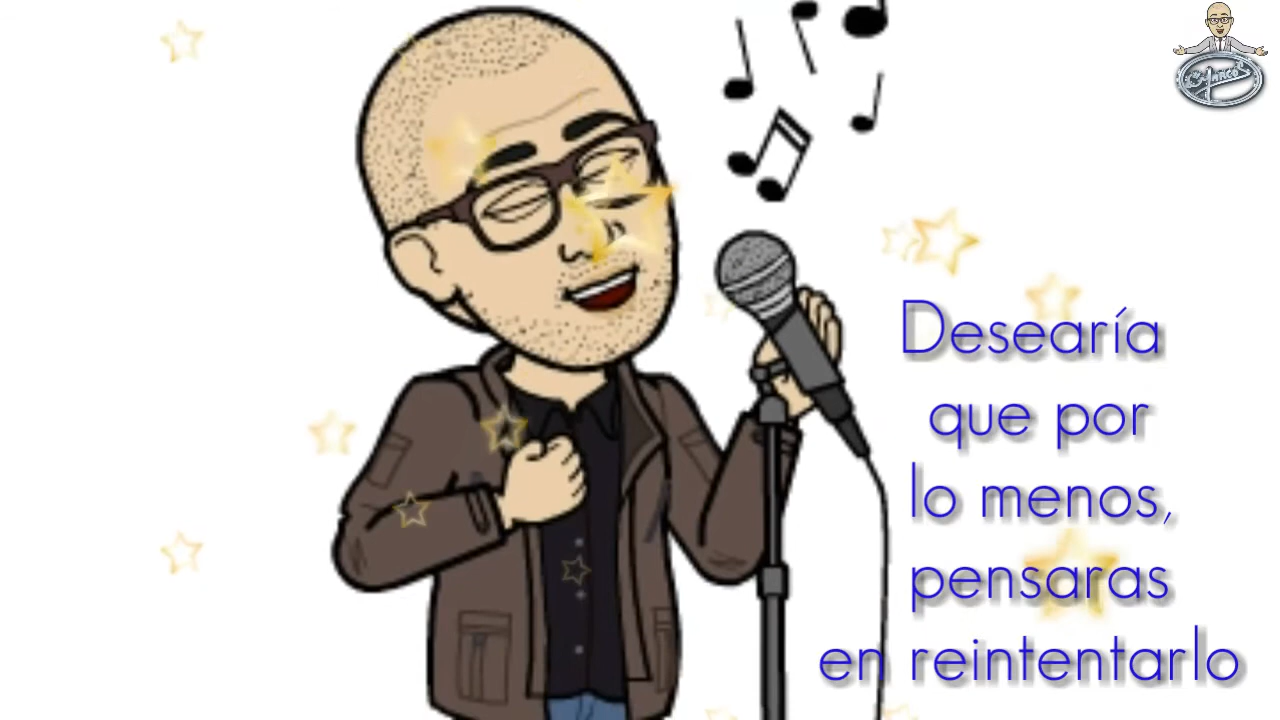 Desearía
que por
lo menos,
pensaras
en reintentarlo